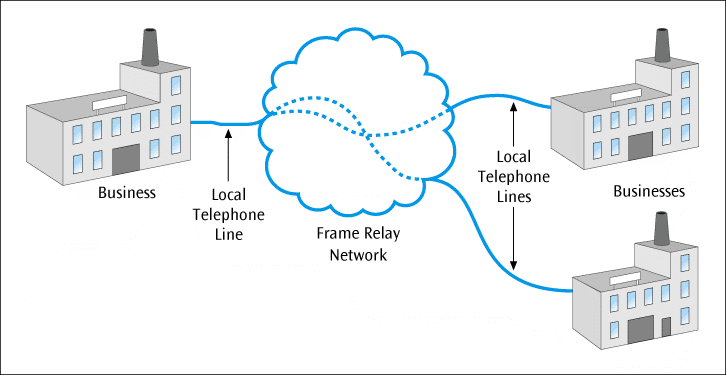 Business
Local
Telephone
Line
Frame Relay
Network
Local
Telephone
Lines
Businesses